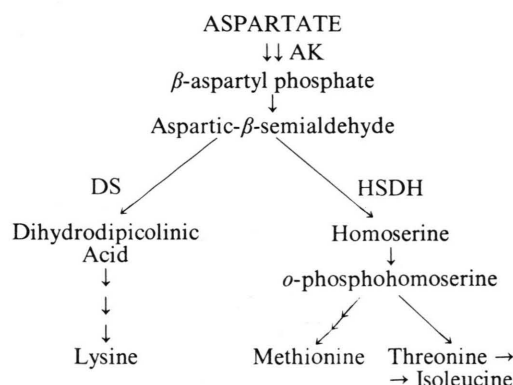 ASPARTATE
↓↓ AK
β-aspartyl phosphate
↓
Aspartic-β-semialdehyde
DS HSDH
Dihydrodipicolinic Homoserine
Acid ↓
↓ o-phosphohomoserine
↓
↓
Lysine Methionine Threonine →
→ Isoleucine